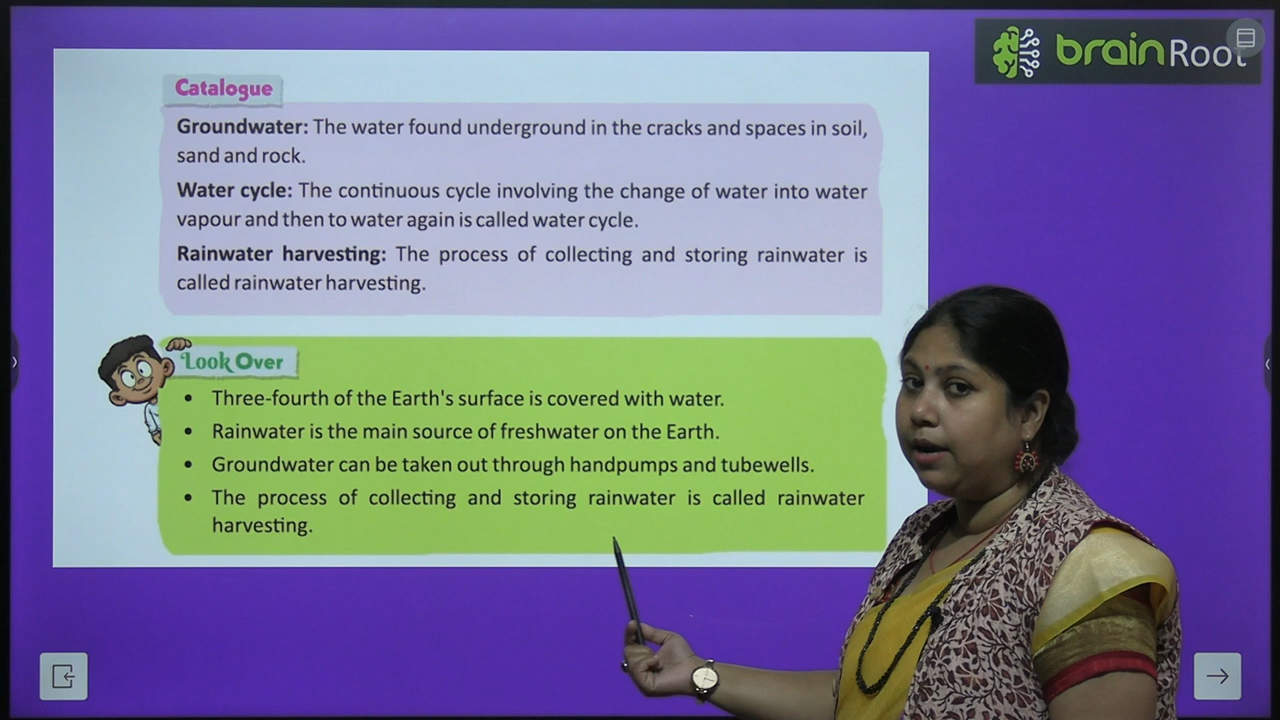 brainRoot
Catalogue
Groundwater: The water found underground in the cracks and spaces in soil,
sand and rock.
Water cycle: The continuous cycle involving the change of water into water
vapour and then to water again is called water cycle.
Rainwater harvesting: The process of collecting and storing rainwater is
called rainwater harvesting.
Look Over
• Three-fourth of the Earth's surface is covered with water.
• Rainwater is the main source of freshwater on the Earth.
• Groundwater can be taken out through handpumps and tubewells.
• The process of collecting and storing rainwater is called rainwater
harvesting.